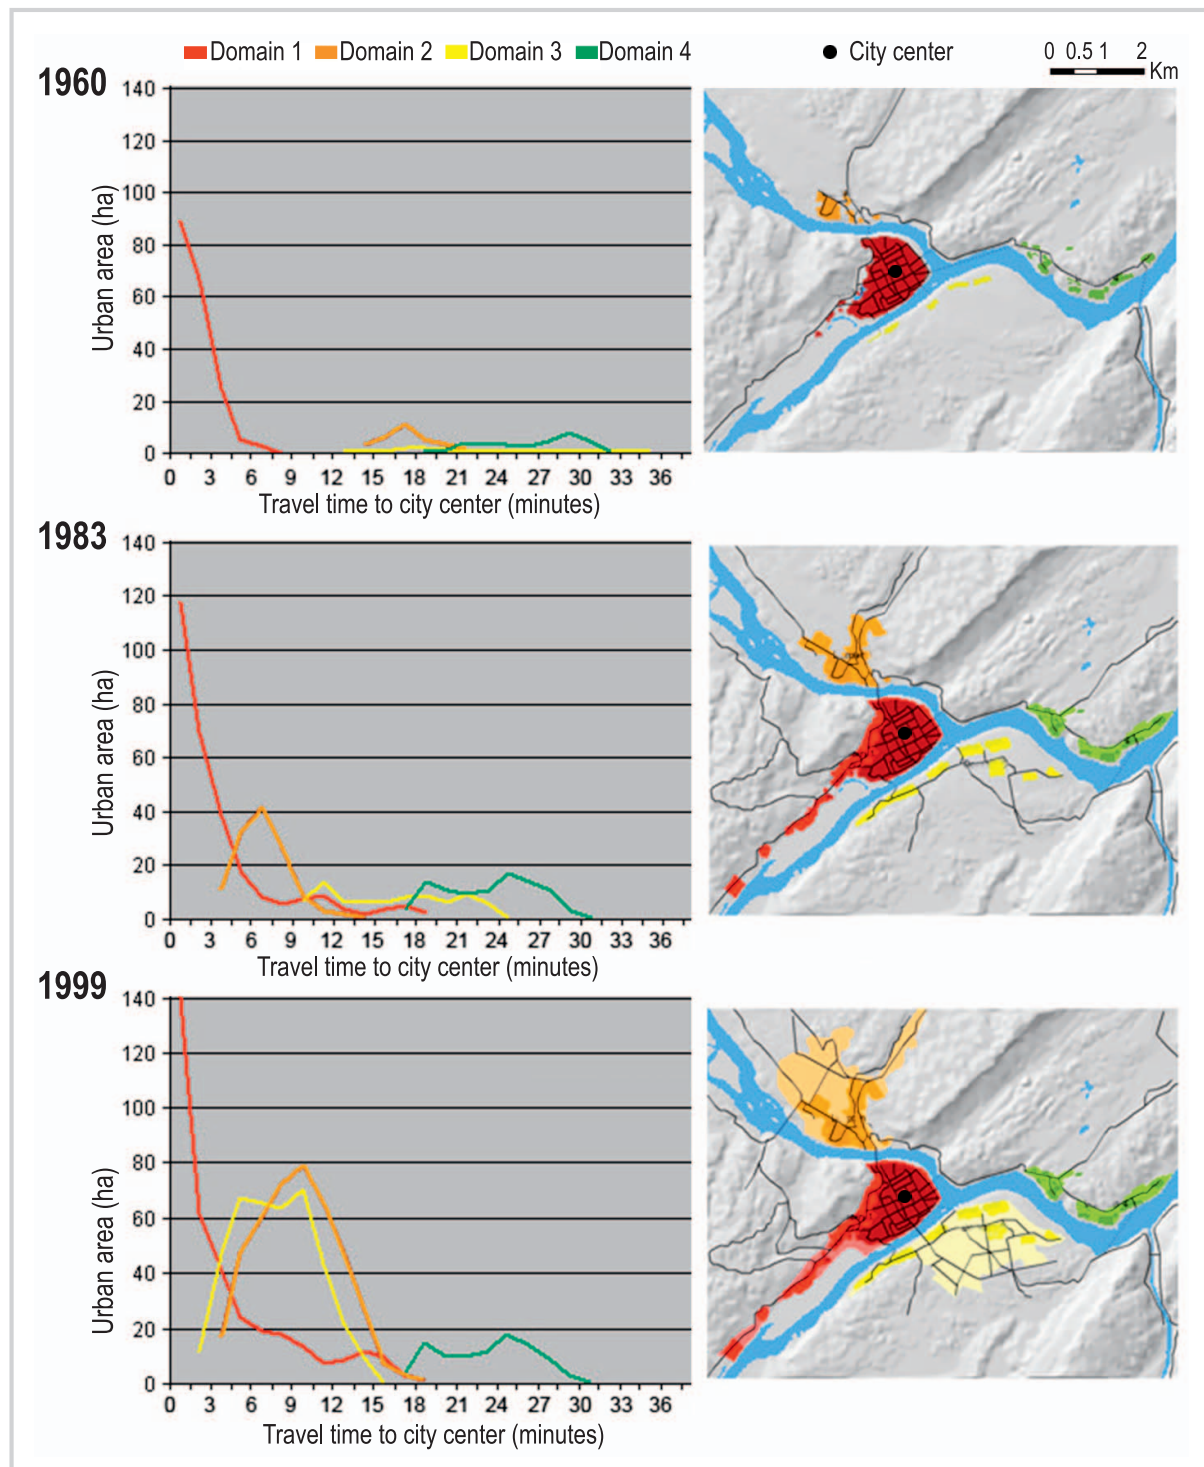 Domain 1 Domain 2 Domain 3 Domain 4 City center 0 0.5 1 2
Km
1960
140
120
100
80
60
40
20
0
Urban area (ha)
0 3 6 9 12 15 18 21 24 27 30 33 36
Travel time to city center (minutes)
1983
140
120
100
80
60
40
20
0
Urban area (ha)
0 3 6 9 12 15 18 21 24 27 30 33 36
Travel time to city center (minutes)
1999
140
120
100
80
60
40
20
0
Urban area (ha)
0 3 6 9 12 15 18 21 24 27 30 33 36
Travel time to city center (minutes)